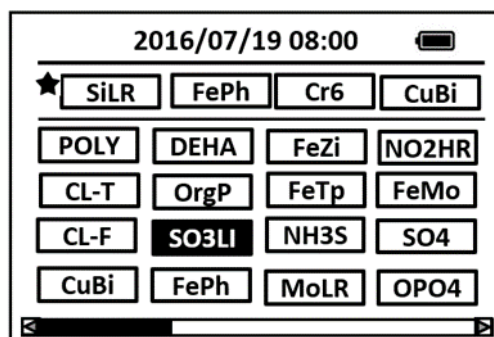 2016/07/19 08:00
SiLR FePh Cr6 CuBi
POLY DEHA FeZi NO2HR
CL-T OrgP FeTp FeMo
CL-F SO3LI NH3S SO4
CuBi FePh MoLR OPO4